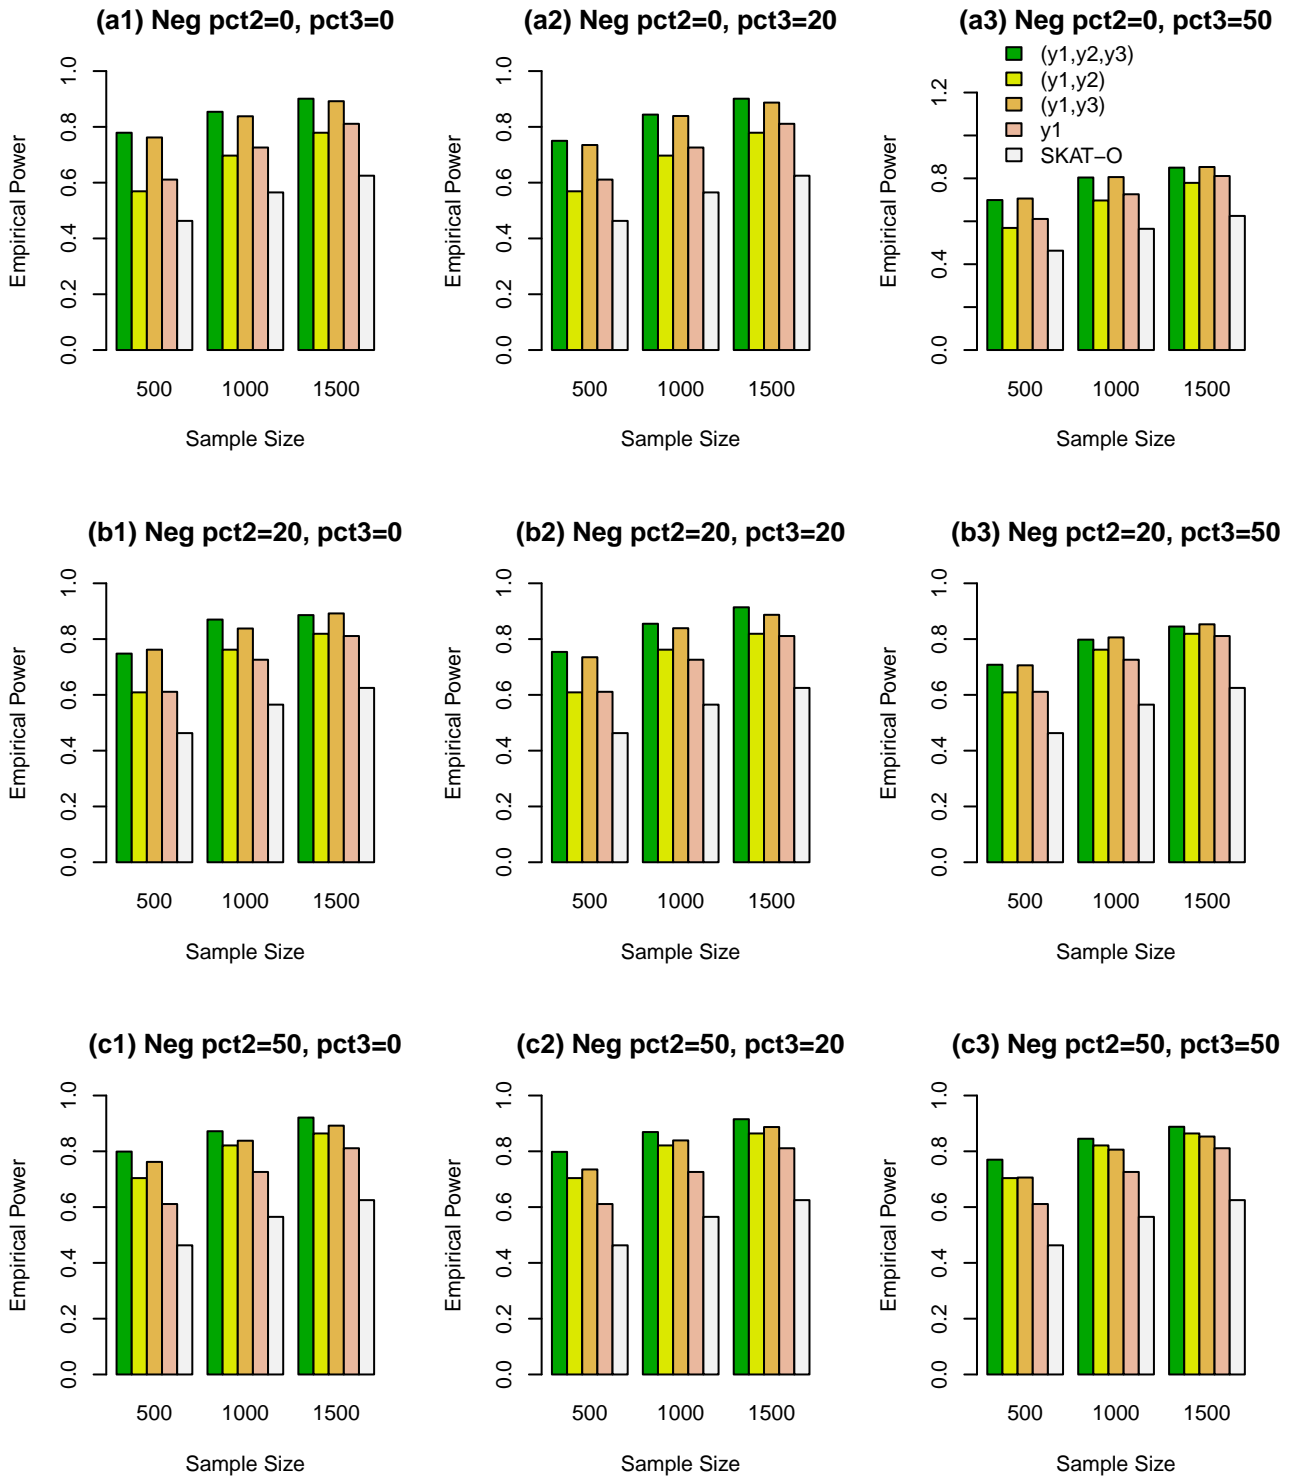 (a1) Neg pct2=0, pct3=0
(a2) Neg pct2=0, pct3=20
(a3) Neg pct2=0, pct3=50
Empirical Power
0.0 0.2 0.4 0.6 0.8 1.0
500 1000 1500
Sample Size
Empirical Power
0.0 0.2 0.4 0.6 0.8 1.0
500 1000 1500
Sample Size
Empirical Power
0.4 0.8 1.2
(y1,y2,y3)
(y1,y2)
(y1,y3)
y1
SKAT−O
0.0
500 1000 1500
Sample Size
(b1) Neg pct2=20, pct3=0
(b2) Neg pct2=20, pct3=20
(b3) Neg pct2=20, pct3=50
Empirical Power
0.0 0.2 0.4 0.6 0.8 1.0
500 1000 1500
Sample Size
Empirical Power
0.0 0.2 0.4 0.6 0.8 1.0
500 1000 1500
Sample Size
Empirical Power
0.0 0.2 0.4 0.6 0.8 1.0
500 1000 1500
Sample Size
(c1) Neg pct2=50, pct3=0
(c2) Neg pct2=50, pct3=20
(c3) Neg pct2=50, pct3=50
Empirical Power
0.0 0.2 0.4 0.6 0.8 1.0
500 1000 1500
Sample Size
Empirical Power
0.0 0.2 0.4 0.6 0.8 1.0
500 1000 1500
Sample Size
Empirical Power
0.0 0.2 0.4 0.6 0.8 1.0
500 1000 1500
Sample Size